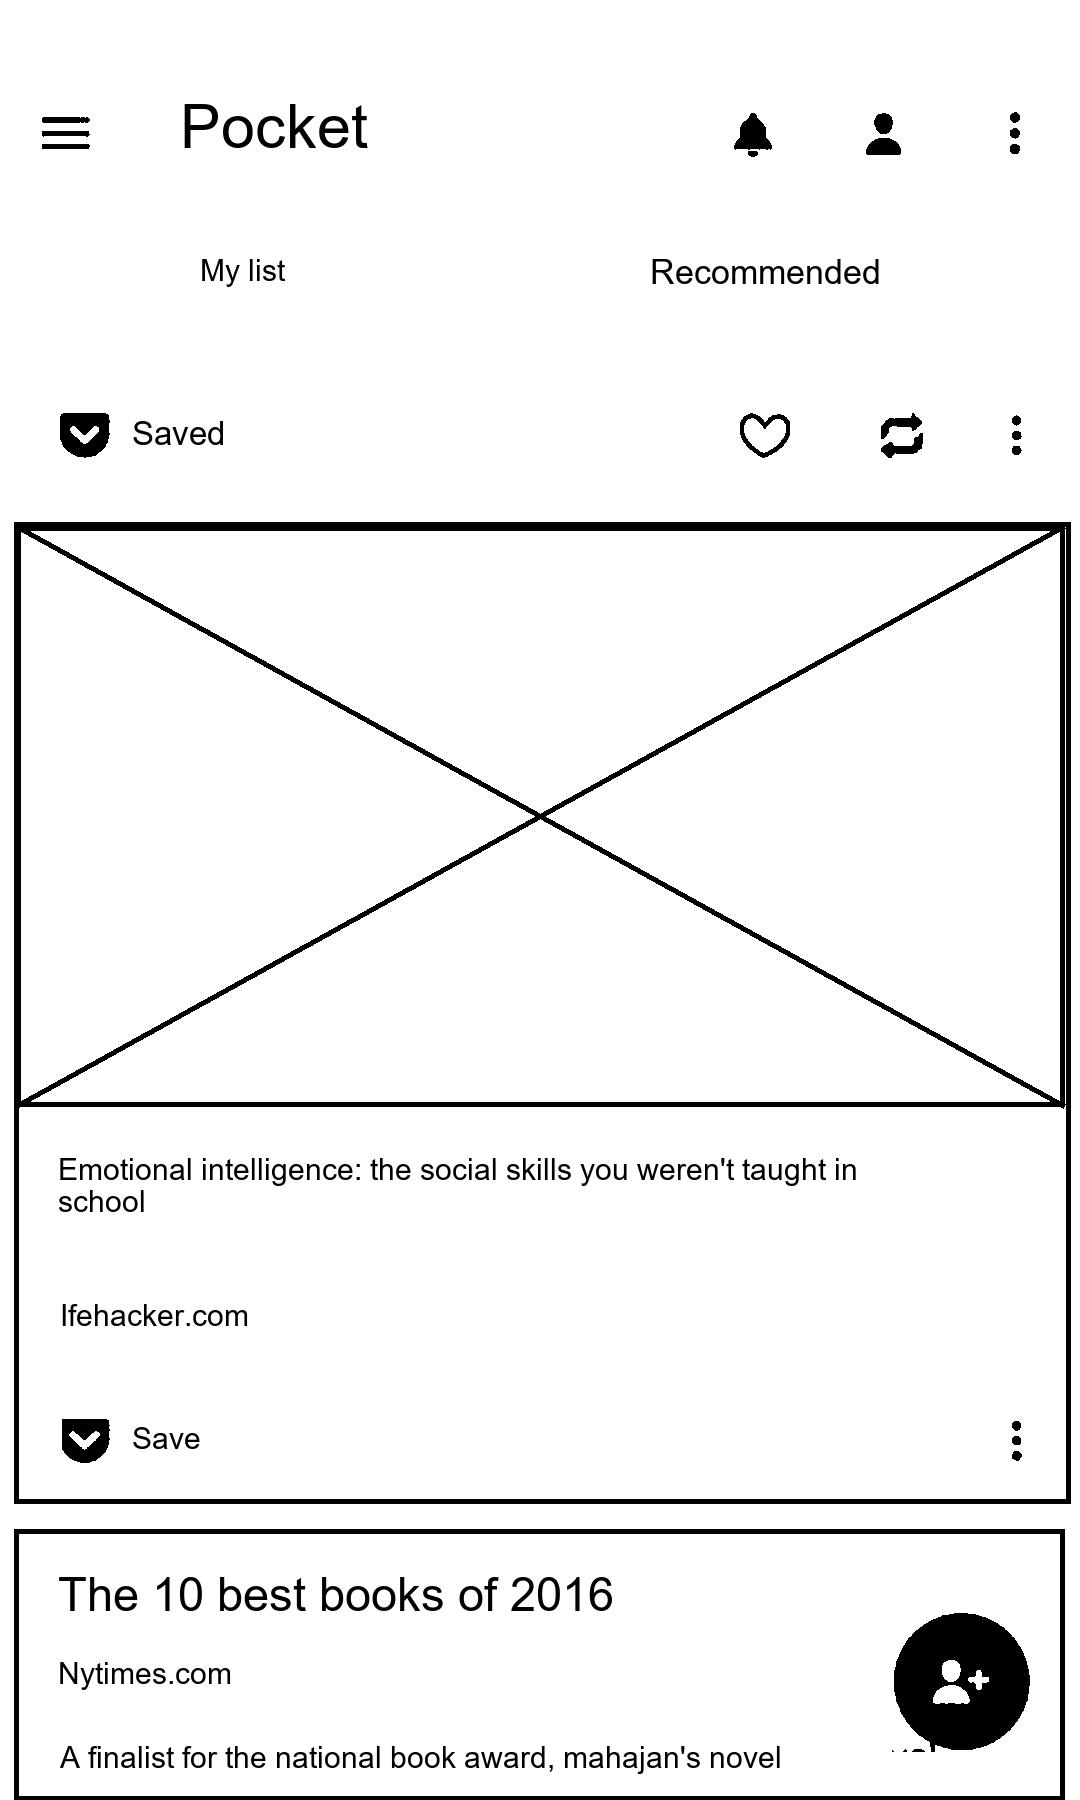 Pocket
My list
Recommended
Saved
Emotional intelligence: the social skills you weren't taught in
school
lfehacker.com
Save
The 10 best books of 2016
Nytimes.com
A finalist for the national book award, mahajan's novel